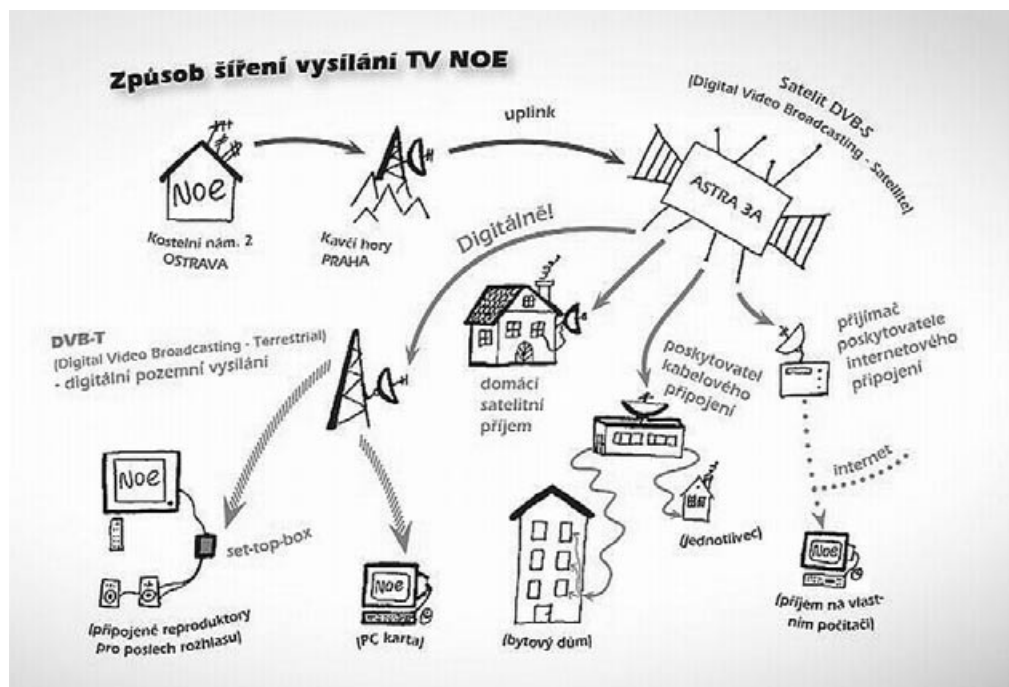 Způsob šíření vysílání TV NOE
Satelit DVB-S
(Digital Video Broadcasting - Satellite)
uplink
Noe
ASTRA 3A
Kostelní nám. 2
OSTRAVA
Kavčí hory
PRAHA
Digitálně!
DVB-T
(Digital Video Broadcasting - Terrestrial)
- digitální pozemní vysílání
domácí
satelitní
příjem
poskytovatel
kabelového
připojení
přijímač
poskytovatele
internetového
připojení
internet
Noe
set-top-box
(jednotlivec)
Noe
Noe
(připojené reproduktory
pro poslech rozhlasu)
(PC karta)
(bytový dům)
(příjem na vlast-
ním počítači)